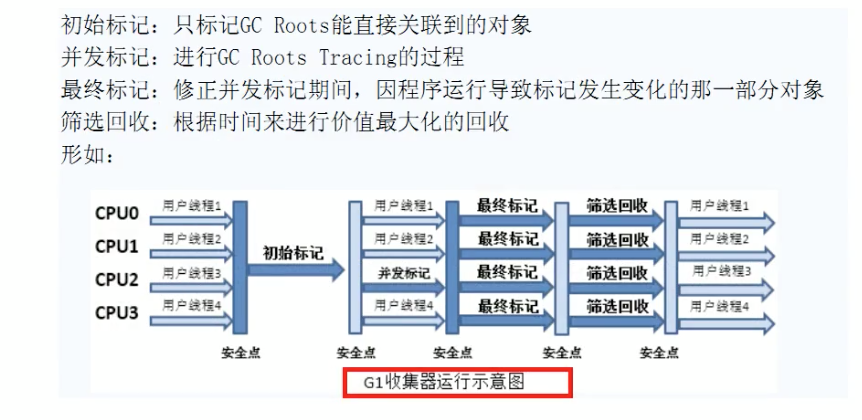 初始标记：只标记GC Roots能直接关联到的对象
并发标记：进行GC Roots Tracing的过程
最终标记：修正并发标记期间，因程序运行导致标记发生变化的那一部分对象
筛选回收：根据时间来进行价值最大化的回收
形如：
CPU0 用户线程1 用户线程1 最终标记 筛选回收 用户线程1
CPU1 用户线程2 初始标记 用户线程2 最终标记 筛选回收 用户线程2
CPU2 用户线程3 并发标记 最终标记 筛选回收 用户线程3
CPU3 用户线程4 用户线程4 最终标记 筛选回收 用户线程4
安全点 安全点 安全点 安全点 安全点
G1收集器运行示意图